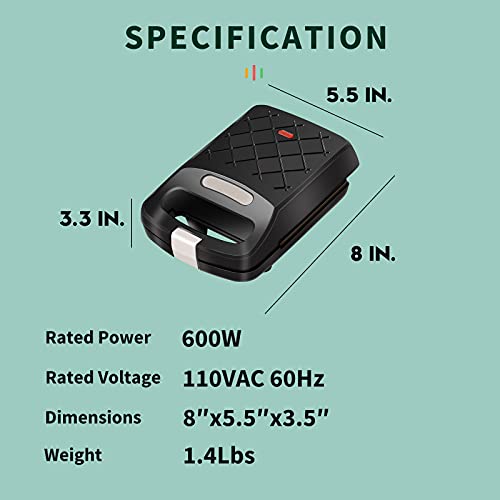 SPECIFICATION
5.5 IN.
3.3 IN.
8 IN.
Rated Power 600W
Rated Voltage 110VAC 60Hz
Dimensions 8″x5.5″x3.5″
Weight 1.4Lbs